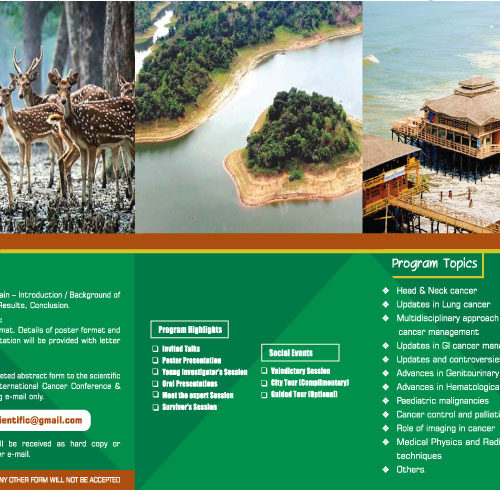 ain – Introduction / Background of
Results, Conclusion.
mat. Details of poster format and
tation will be provided with letter
eted abstract form to the scientific
ternational Cancer Conference &
g e-mail only.
ientific@gmail.com
ll be received as hard copy or
er e-mail.
NY OTHER FORM WILL NOT BE ACCEPTED
Program Highlights
❑ Invited Talks
❑ Poster Presentation
❑ Young Investigator's Session
❑ Oral Presentations
❑ Meet the expert Session
❑ Survivor's Session
Social Events
❑ Valedictory Session
❑ City Tour (Complimentary)
❑ Guided Tour (Optional)
Program Topics
❖ Head & Neck cancer
❖ Updates in Lung cancer
❖ Multidisciplinary approach
cancer management
❖ Updates in GI cancer mana
❖ Updates and controversies
❖ Advances in Genitourinary
❖ Advances in Hematologica
❖ Paediatric malignancies
❖ Cancer control and palliati
❖ Role of imaging in cancer
❖ Medical Physics and Radi
techniques
❖ Others.